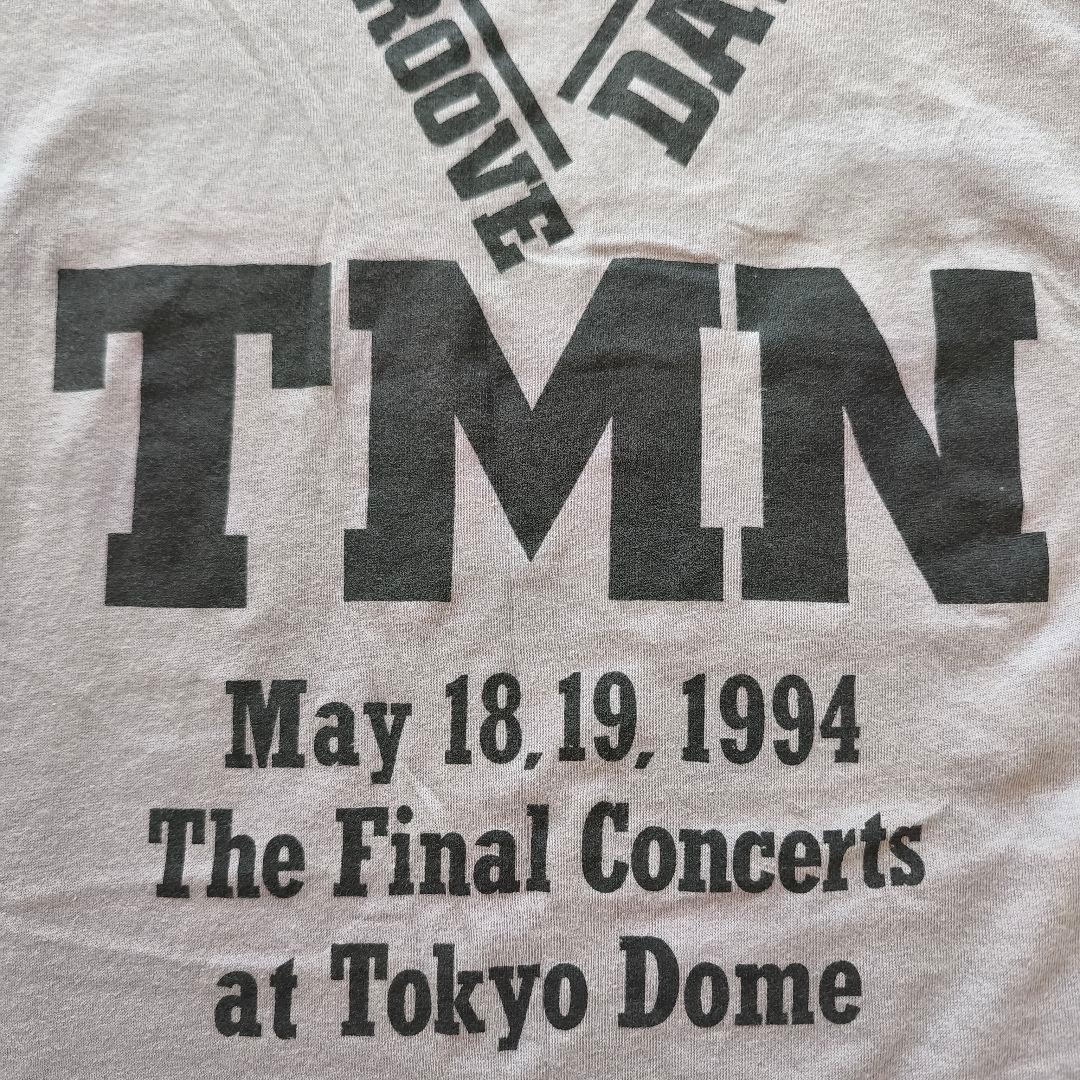 ROOVE
DA
TMN
May 18,19, 1994
The Final Concerts
at Tokyo Dome